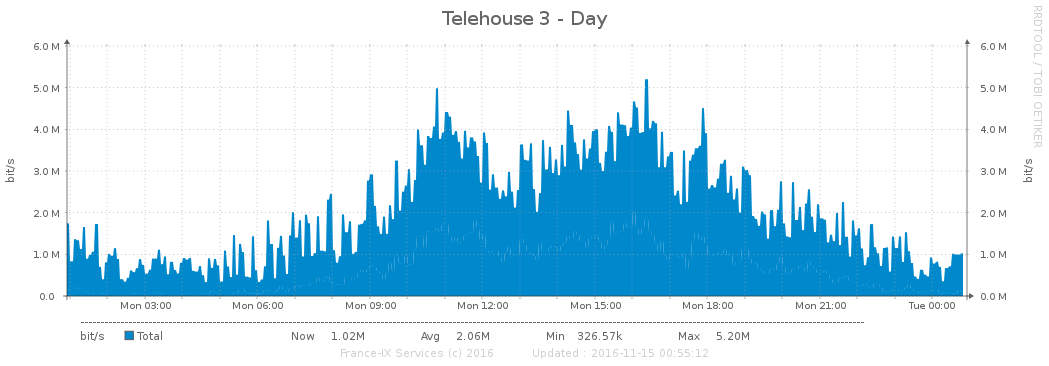 Telehouse 3 - Day
RRDTOOL / TOBI OETIKER
6.0 M 6.0 M
5.0 M 5.0 M
4.0 M 4.0 M
bit/s 3.0 M 3.0 M bit/s
2.0 M 2.0 M
1.0 M 1.0 M
0.0 0.0 M
Mon 03:00 Mon 06:00 Mon 09:00 Mon 12:00 Mon 15:00 Mon 18:00 Mon 21:00 Tue 00:00
bit/s Total Now 1.02M Avg 2.06M Min 326.57k Max 5.20M
France-IX Services (c) 2016 Updated : 2016-11-15 00:55:12